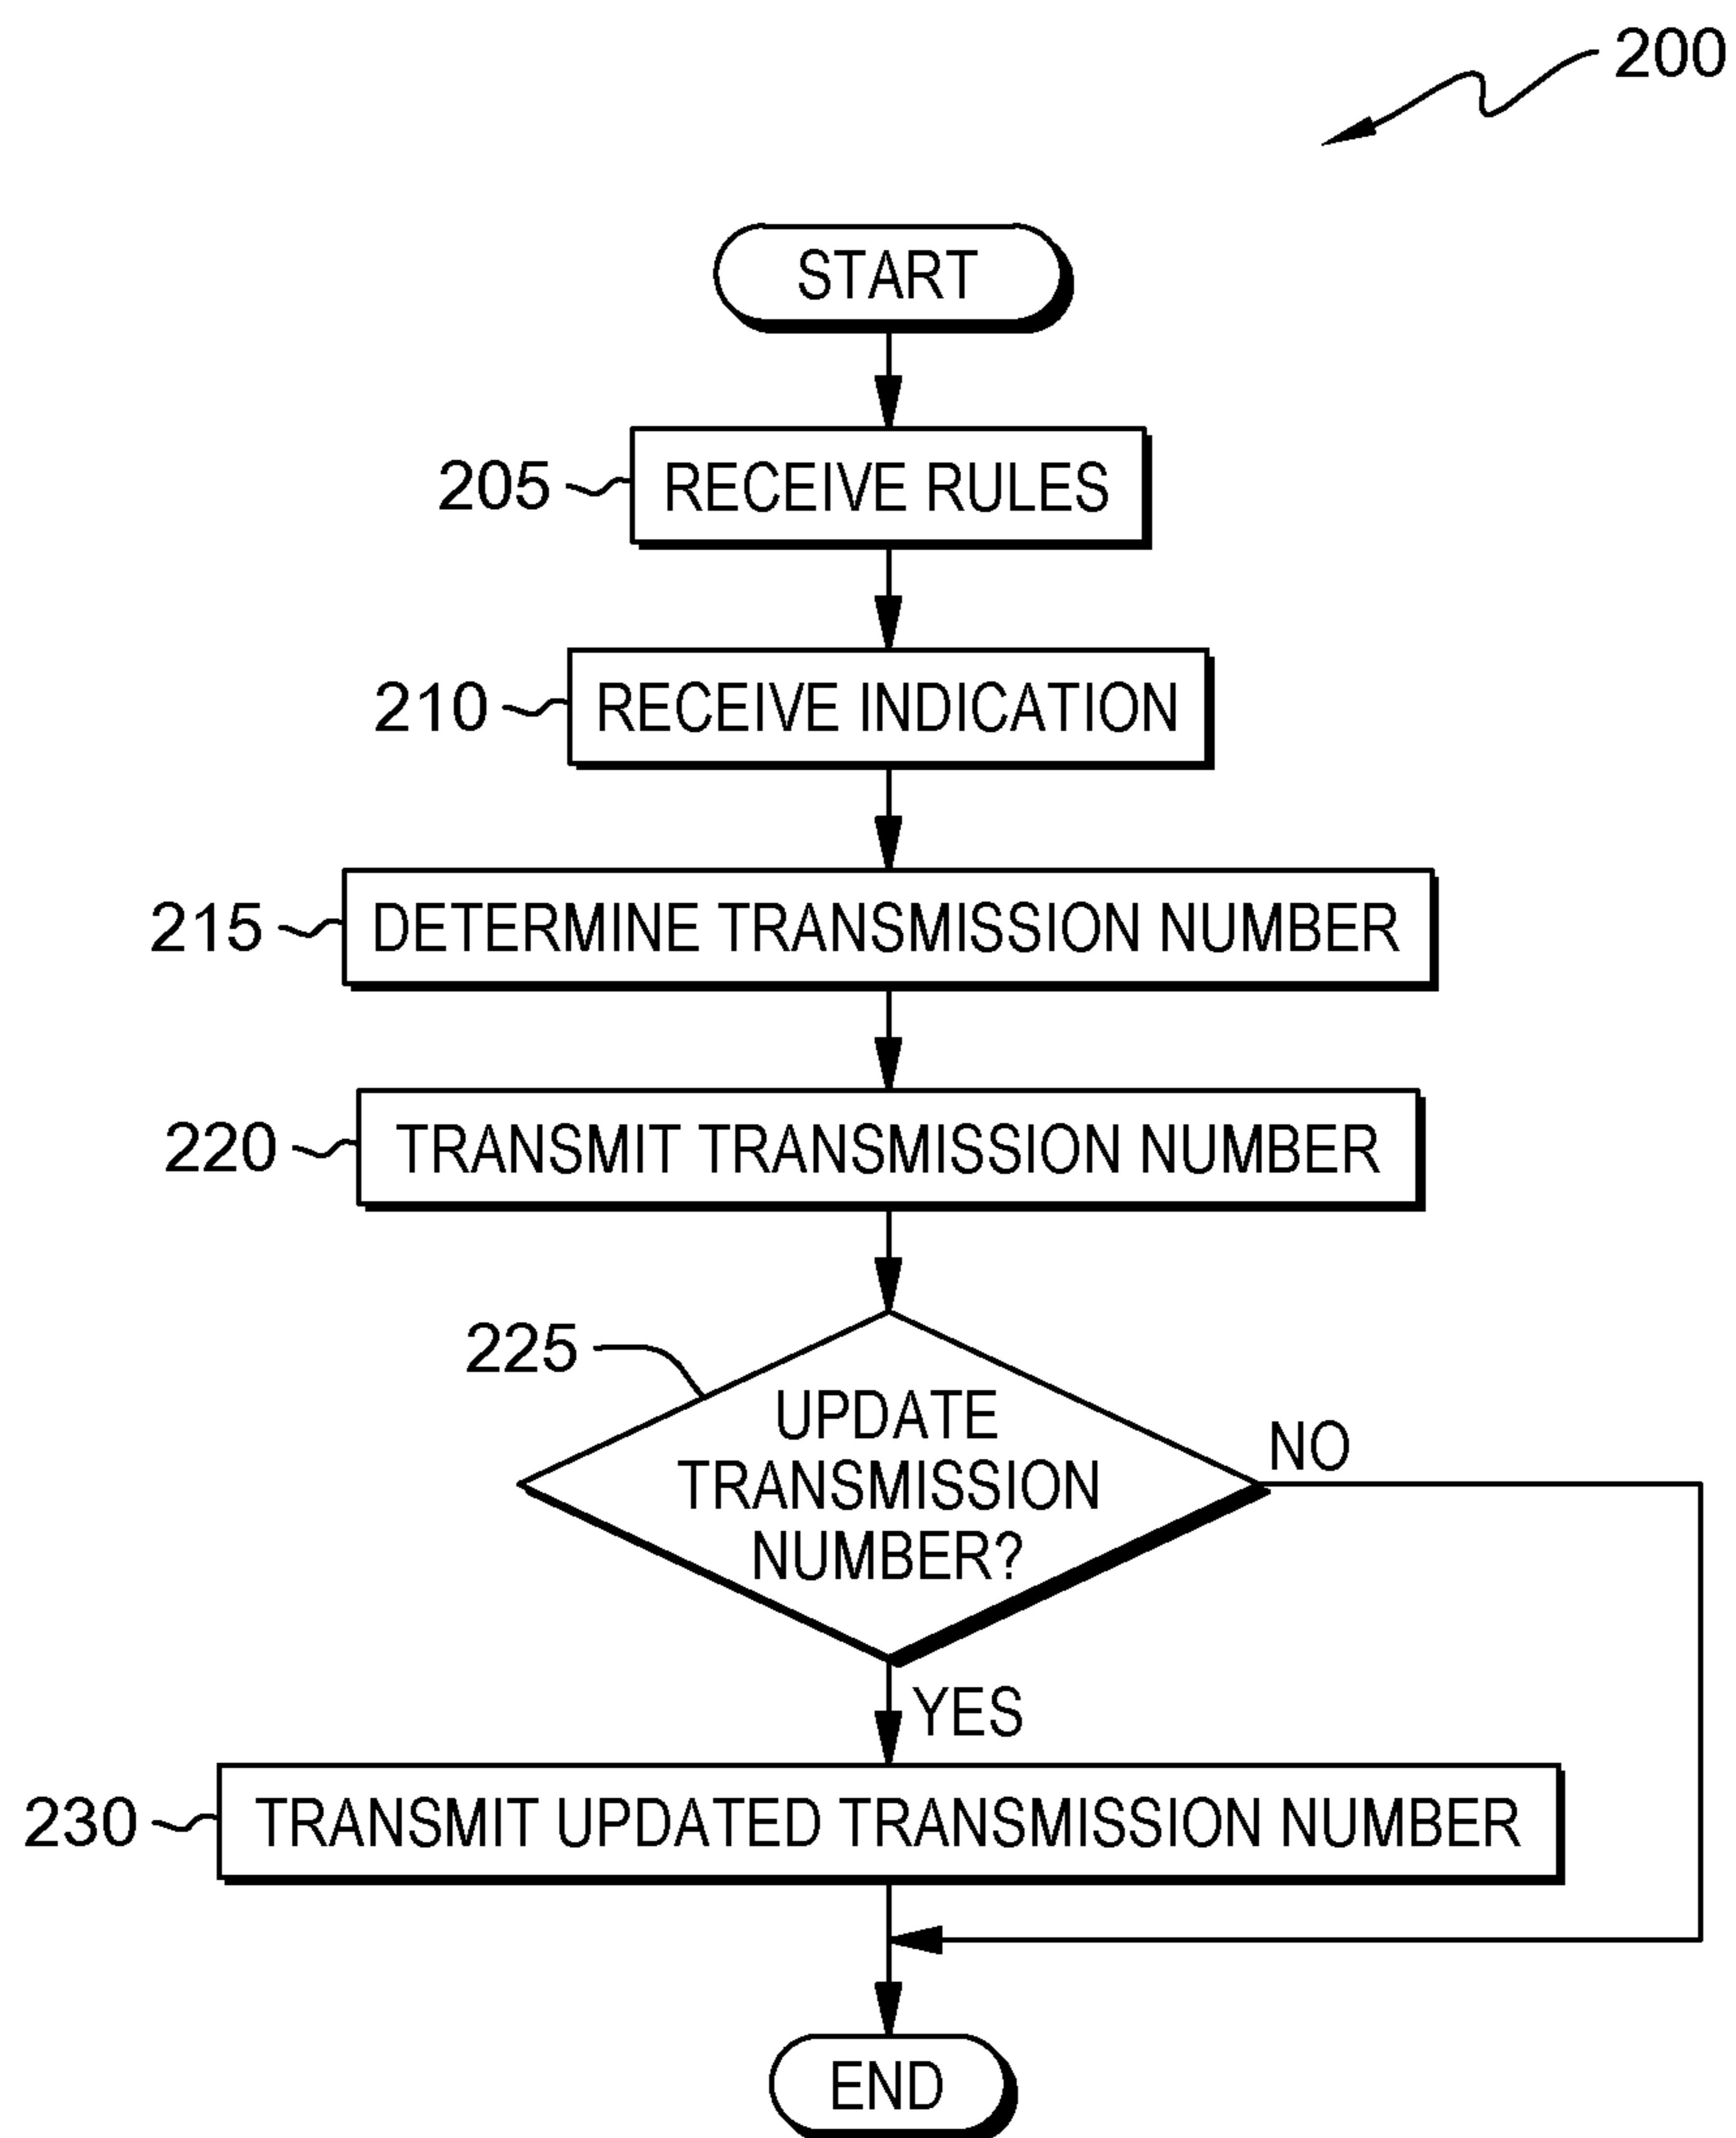 200
START
205
RECEIVE RULES
210
RECEIVE INDICATION
215
DETERMINE TRANSMISSION NUMBER
220
TRANSMIT TRANSMISSION NUMBER
225
UPDATE
TRANSMISSION
NUMBER?
NO
YES
230
TRANSMIT UPDATED TRANSMISSION NUMBER
END